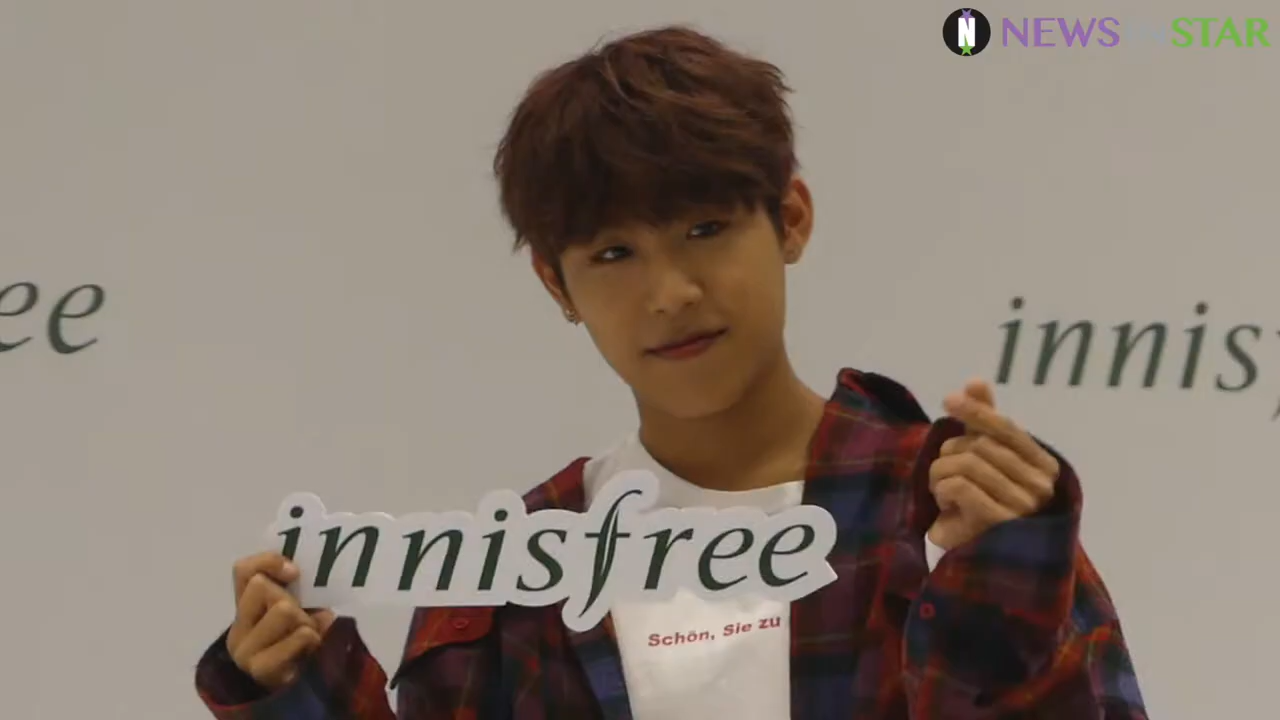 N NEWS STAR
ee
innis
innisfree
Schön, Sie zu